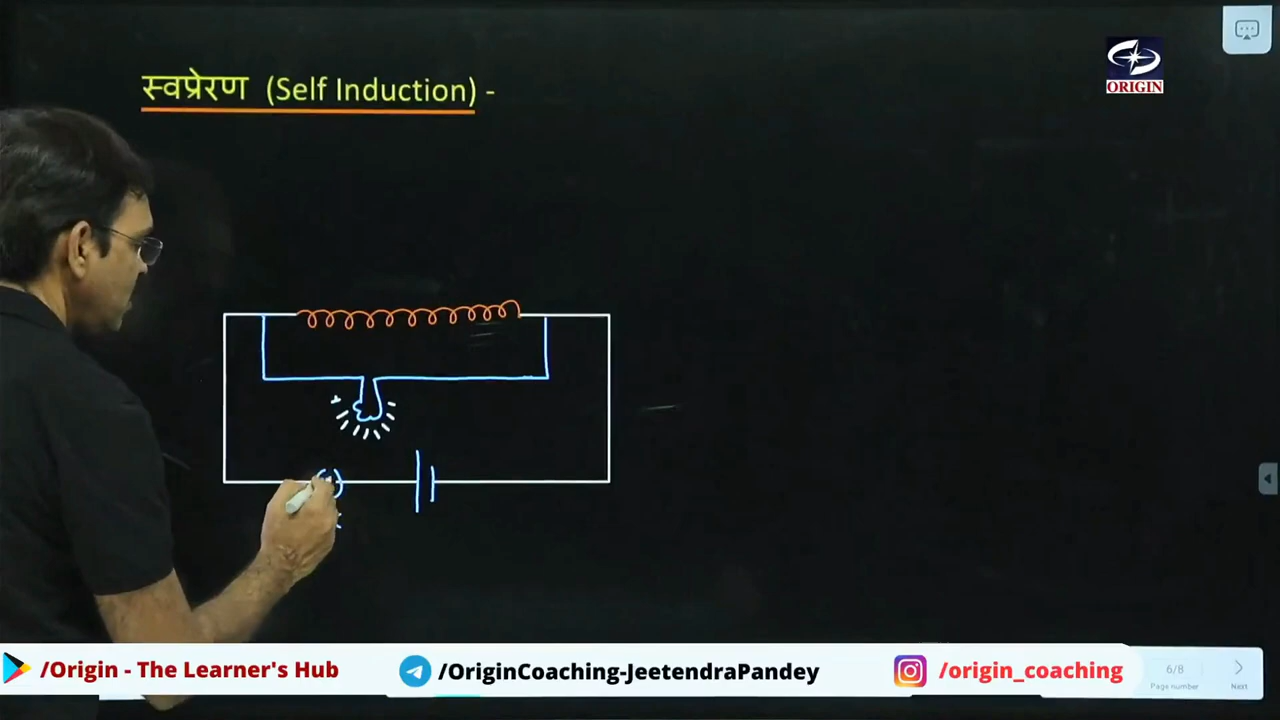 स्वप्रेरण (Self Induction) -
ORIGIN
K
/Origin - The Learner's Hub
/OriginCoaching-JeetendraPandey
/origin_coaching
6/8
Page number
Next